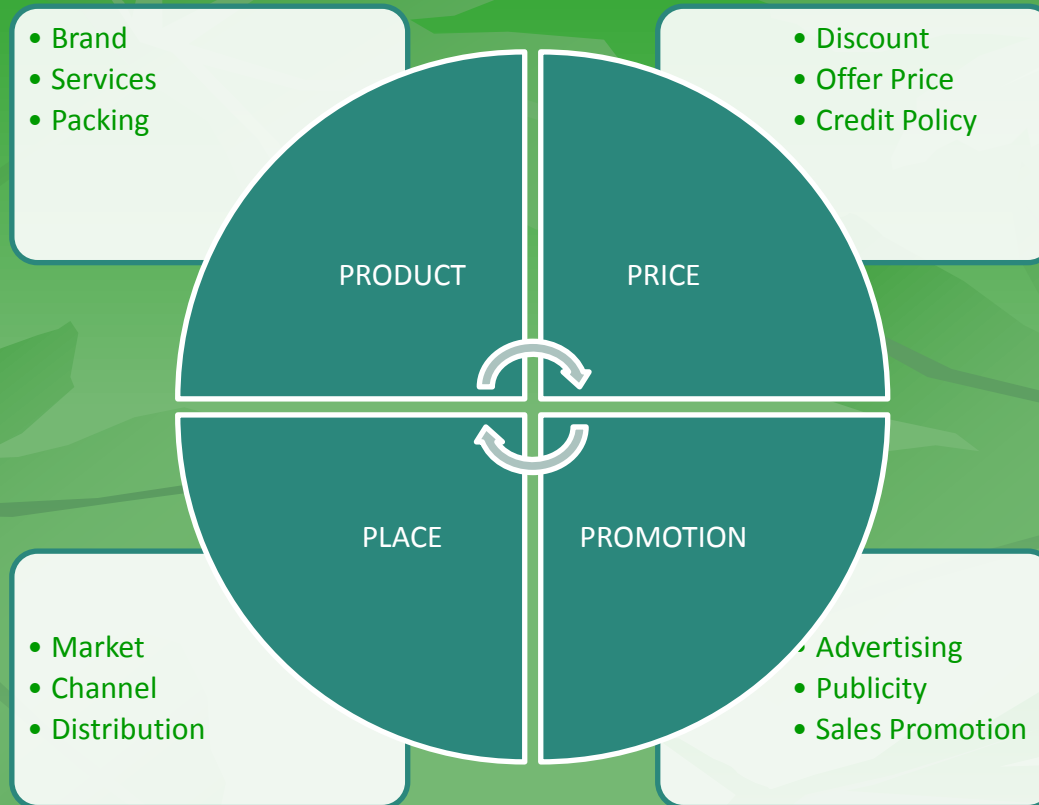 • Brand
• Services
• Packing
• Discount
• Offer Price
• Credit Policy
PRODUCT
PRICE
PLACE
PROMOTION
• Market
• Channel
• Distribution
• Advertising
• Publicity
• Sales Promotion